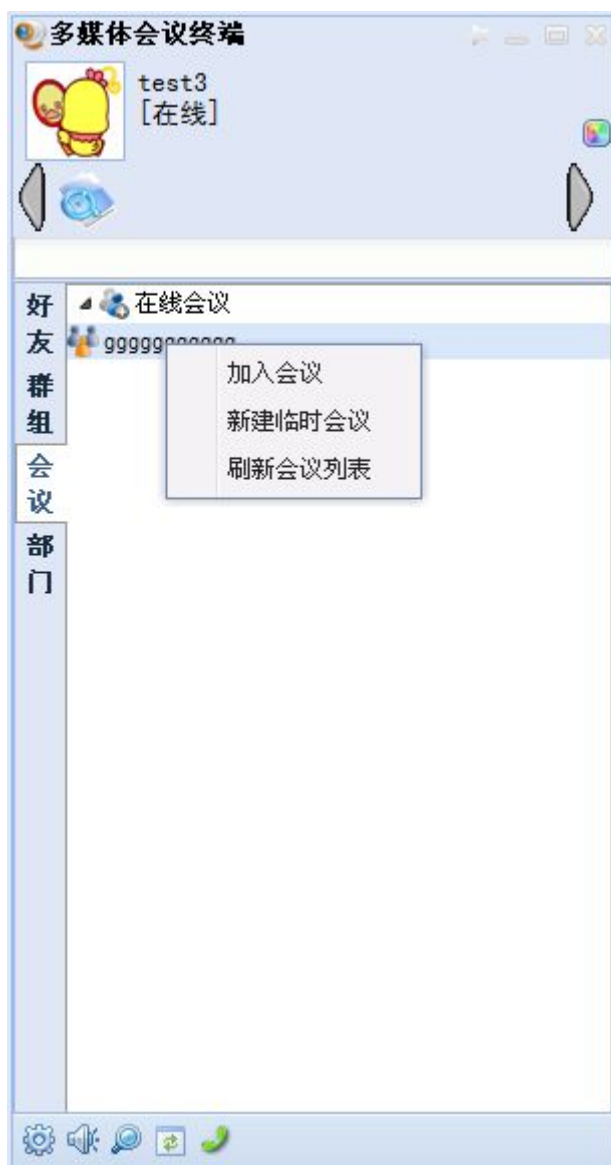 多媒体会议终端
test3
[在线]
好友
群组
会议
部门
在线会议
加入会议
新建临时会议
刷新会议列表